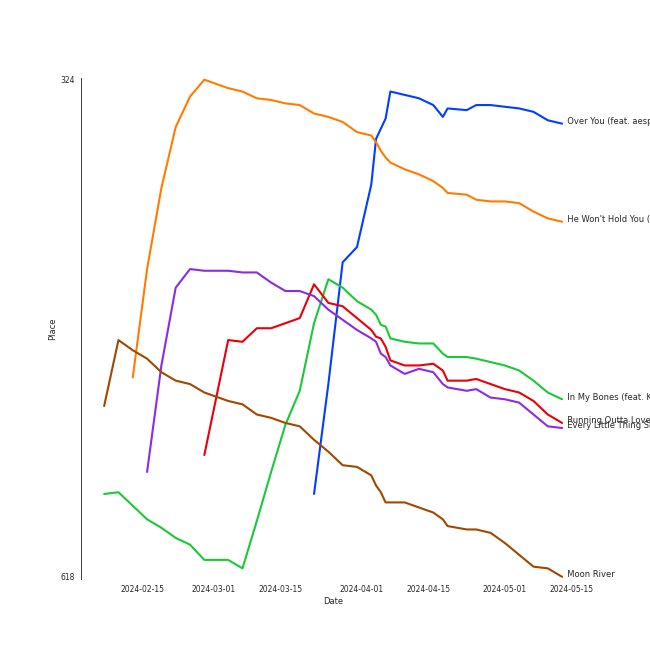 324
Over You (feat. aesp
He Won't Hold You (
Place
In My Bones (feat. K
Running Outta Love
Every Little Thing S
Moon River
618
2024-02-15 2024-03-01 2024-03-15 2024-04-01 2024-04-15 2024-05-01 2024-05-15
Date